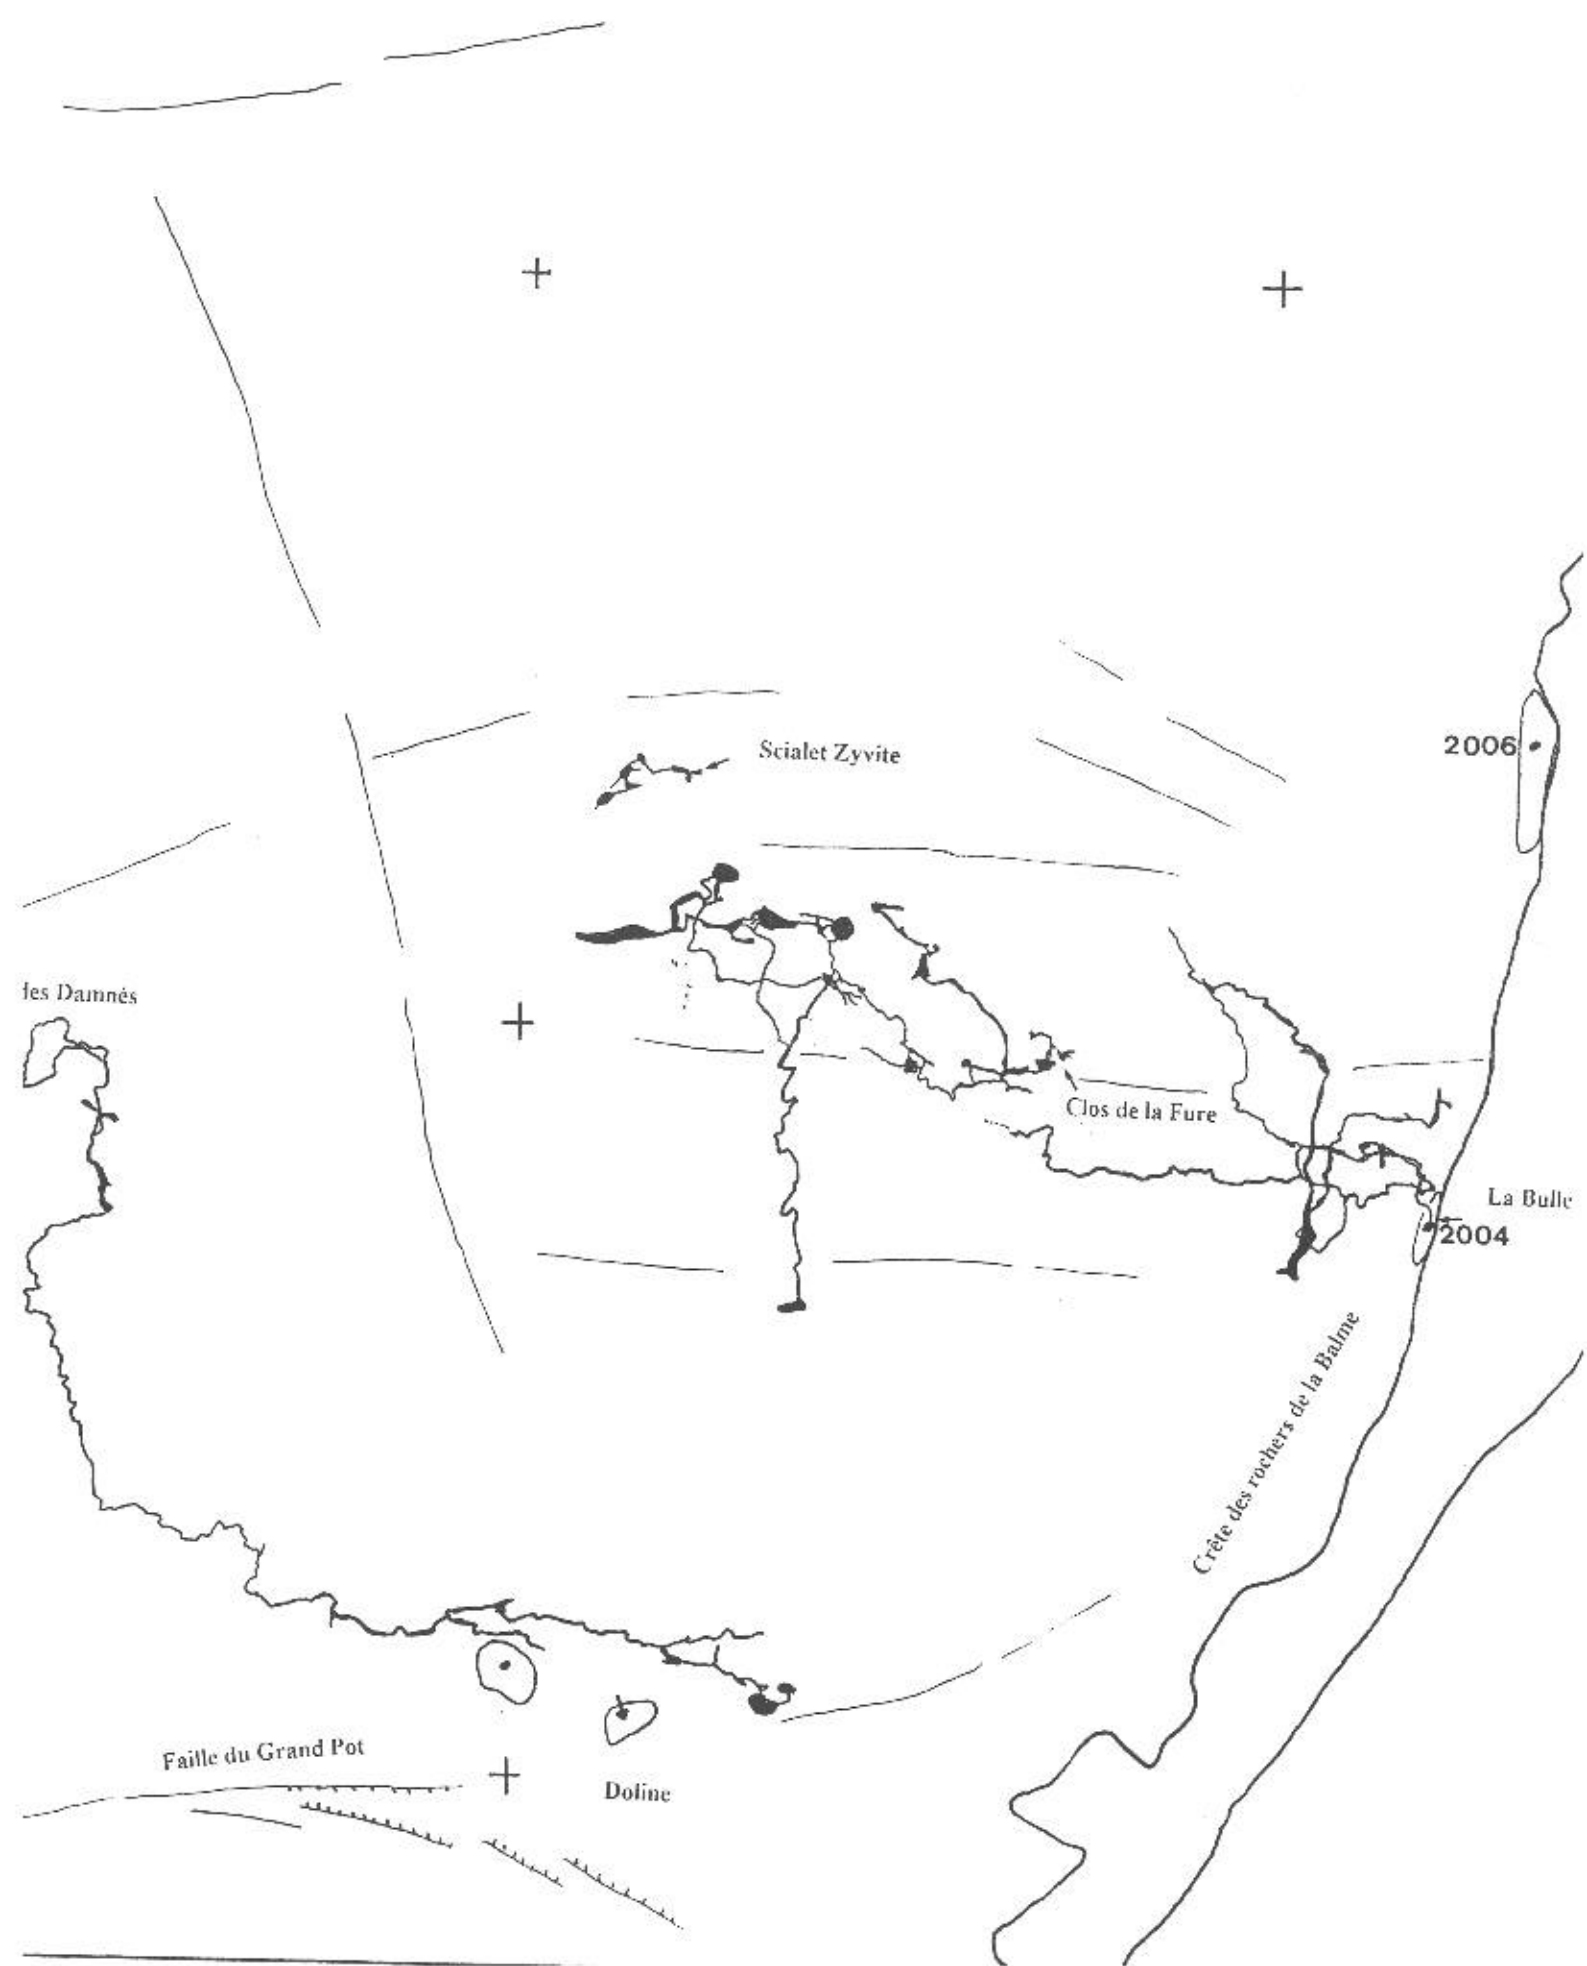 Scialet Zyvite
2006
des Damnés
Clos de la Fure
La Bulle
2004
Crête des rochers de la Balme
Faille du Grand Pot
Doline